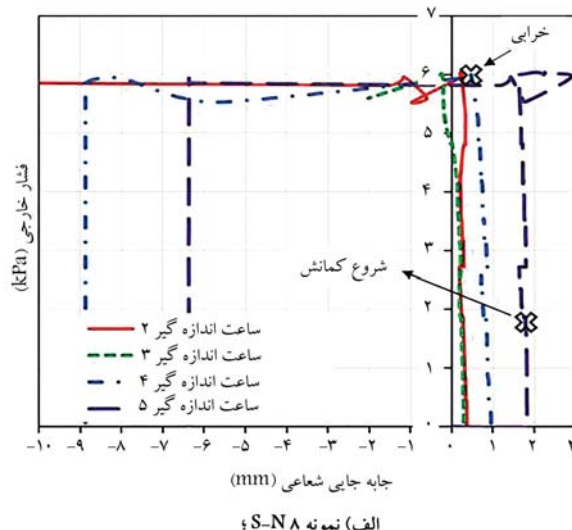 ۷
خرابی
۶
۵
فشار خارجی (kPa)
۴
۳
شروع کمانش
۲
ساعت اندازه گیر ۲
ساعت اندازه گیر ۳
ساعت اندازه گیر ۴
ساعت اندازه گیر ۵
۱
۰
-۱۰ -۹ -۸ -۷ -۶ -۵ -۴ -۳ -۲ -۱ ۰ ۱ ۲ ۳
جابه جایی شعاعی (mm)
الف) نمونه S-N۸ ؛